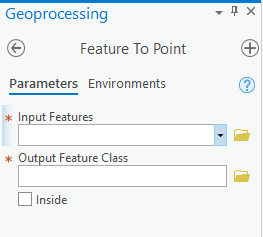 Geoprocessing
Feature To Point
Parameters Environments
* Input Features
* Output Feature Class
Inside